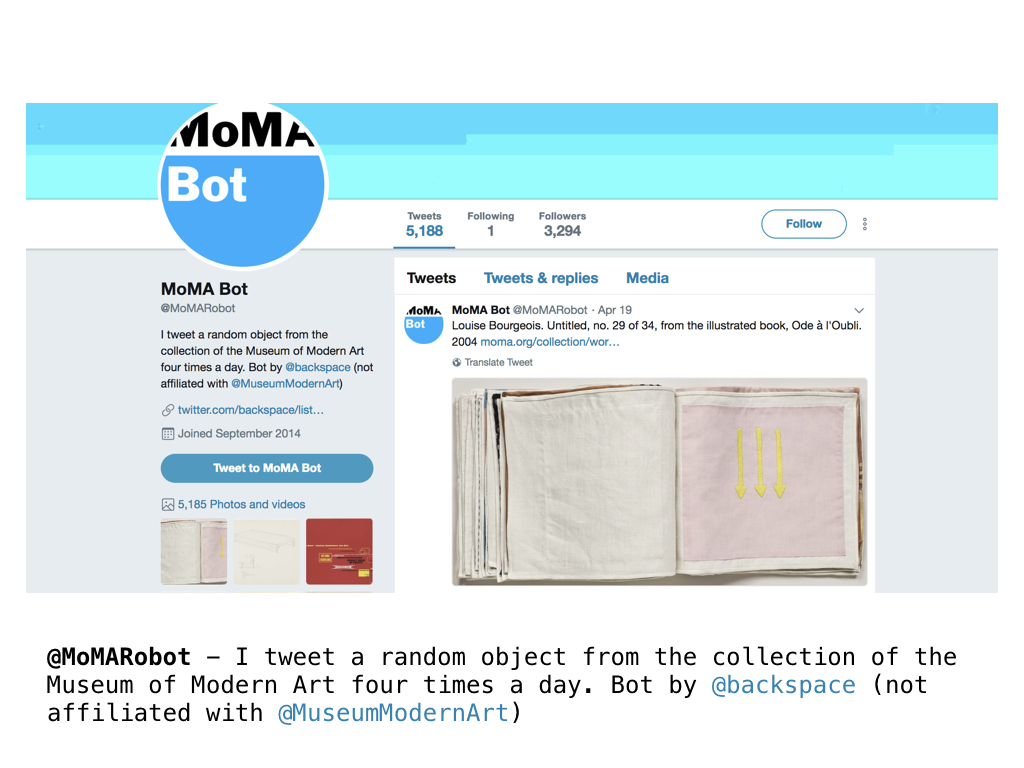 MoMA
Bot
Tweets
5,188
Following
1
Followers
3,294
Follow
MoMA Bot
@MoMARobot
I tweet a random object from the
collection of the Museum of Modern Art
four times a day. Bot by @backspace (not
affiliated with @MuseumModernArt)
twitter.com/backspace/list…
Joined September 2014
Tweet to MoMA Bot
5,185 Photos and videos
Tweets Tweets & replies Media
MoMA
Bot
MoMA Bot @MoMARobot · Apr 19
Louise Bourgeois. Untitled, no. 29 of 34, from the illustrated book, Ode à l'Oubli.
2004 moma.org/collection/wor…
Translate Tweet
@MoMARobot – I tweet a random object from the collection of the
Museum of Modern Art four times a day. Bot by @backspace (not
affiliated with @MuseumModernArt)